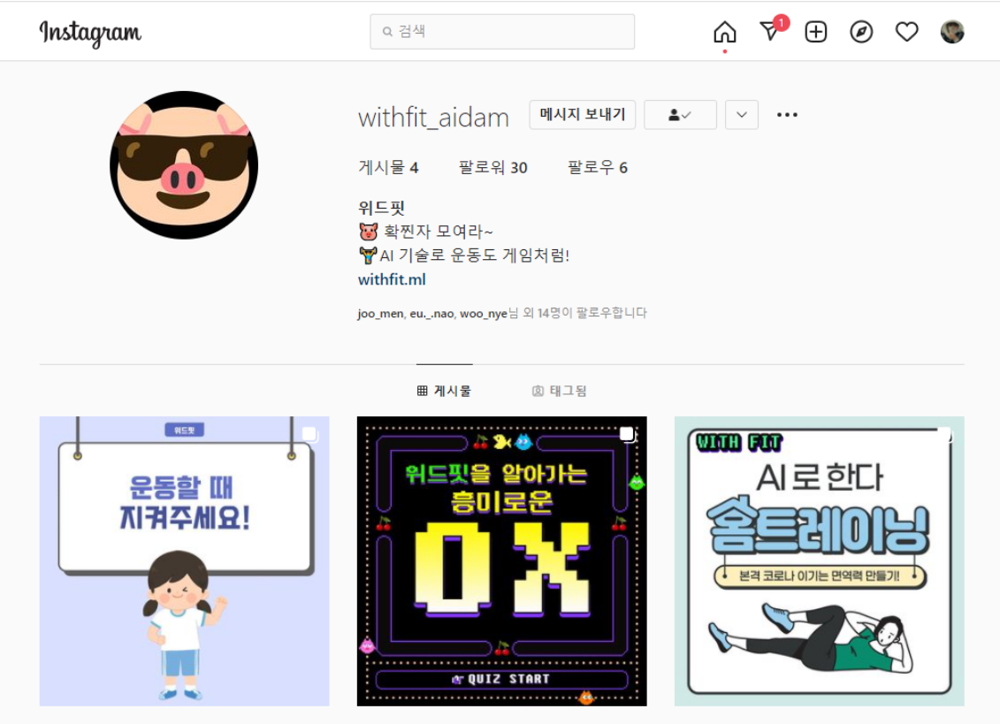 Instagram
검색
1
withfit_aidam
메시지 보내기
게시물 4 팔로워 30 팔로우 6
위드핏
확찐자 모여라~
AI 기술로 운동도 게임처럼!
withfit.ml
joo_men, eu._.nao, woo_nye님 외 14명이 팔로우합니다
게시물 태그됨
위드핏
운동할 때
지켜주세요!
위드핏을 알아가는
흥미로운
OX
QUIZ START
WITH FIT
AI로 한다
홈트레이닝
본격 코로나 이기는 면역력 만들기!